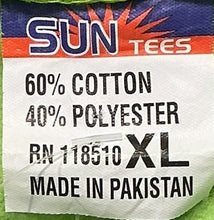 SUN TEES
60% COTTON
40% POLYESTER
RN 118510 XL
MADE IN PAKISTAN